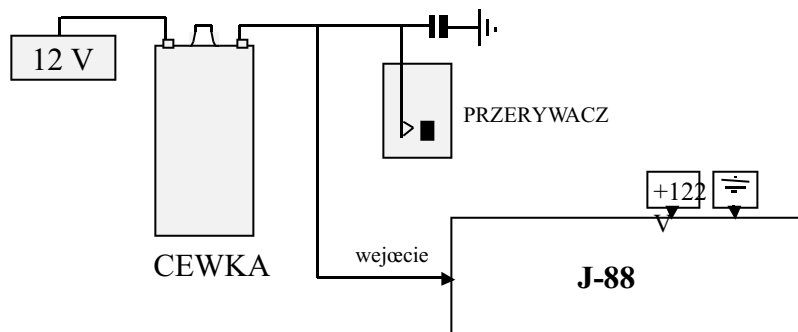 12 V
PRZERYWACZ
+122
V
CEWKA
wejœcie
J-88